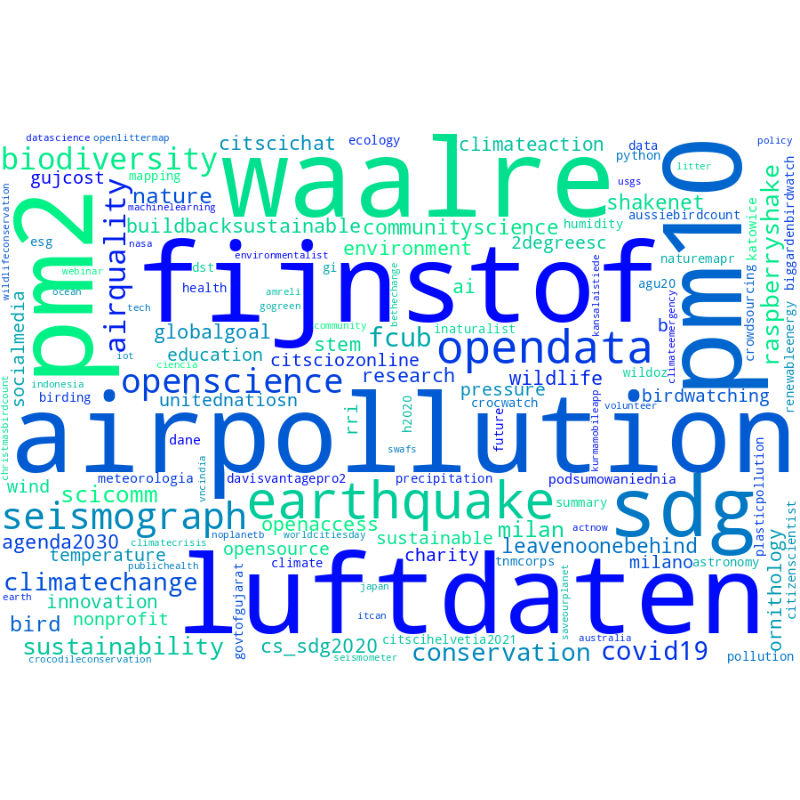 datascience openlittermap
citscichat
ecology
climateaction
data
policy
python
biodiversity
gujcost
mapping
nature
machinelearning
waalre
pm10
litter
usgs
shakenet
aussiebirdcount
wildlifeconservation
pm2
airquality
buildbacksustainable
communityscience
humidity
katowice
raspberryshake
biggardenbirdwatch
esg
nasa
environmentalist
environment
2degreesc
naturemapr
webinar
dst
fijnstof
gi
ai
agu20
crowdsourcing
ocean
health
amreli
bethechange
kansalaistiede
b
climateemergency
renewableenergy
socialmedia
tech
gogreen
globalgoal
community
stem
fcub
inaturalist
opendata
iot
education
ciencia
citsciozonline
research
wildlife
wildoz
indonesia
openscience
pressure
birdwatching
christmasbirdcount
birding
unitednatiosn
rri
h2020
crocwatch
future
kurmamobileapp
volunteer
airpollution
dane
swafs
meteorologia
vncindia
davisvantagepro2
precipitation
podsumowaniednia
wind
scicomm
earthquake
summary
sdg
plasticpollution
seismograph
noplanetb
worldcitiesday
openaccess
milan
actnow
agenda2030
climatecrisis
opensource
sustainable
leavenoonebehind
ornithology
citizenscientist
temperature
publichealth
climate
charity
tnmcorps
milano
astronomy
climatechange
luftdaten
earth
innovation
govtofgujarat
japan
saveourplanet
bird
nonprofit
itcan
citscihelvetia2021
australia
sustainability
cs_sdg2020
conservation
covid19
crocodileconservation
seismometer
pollution